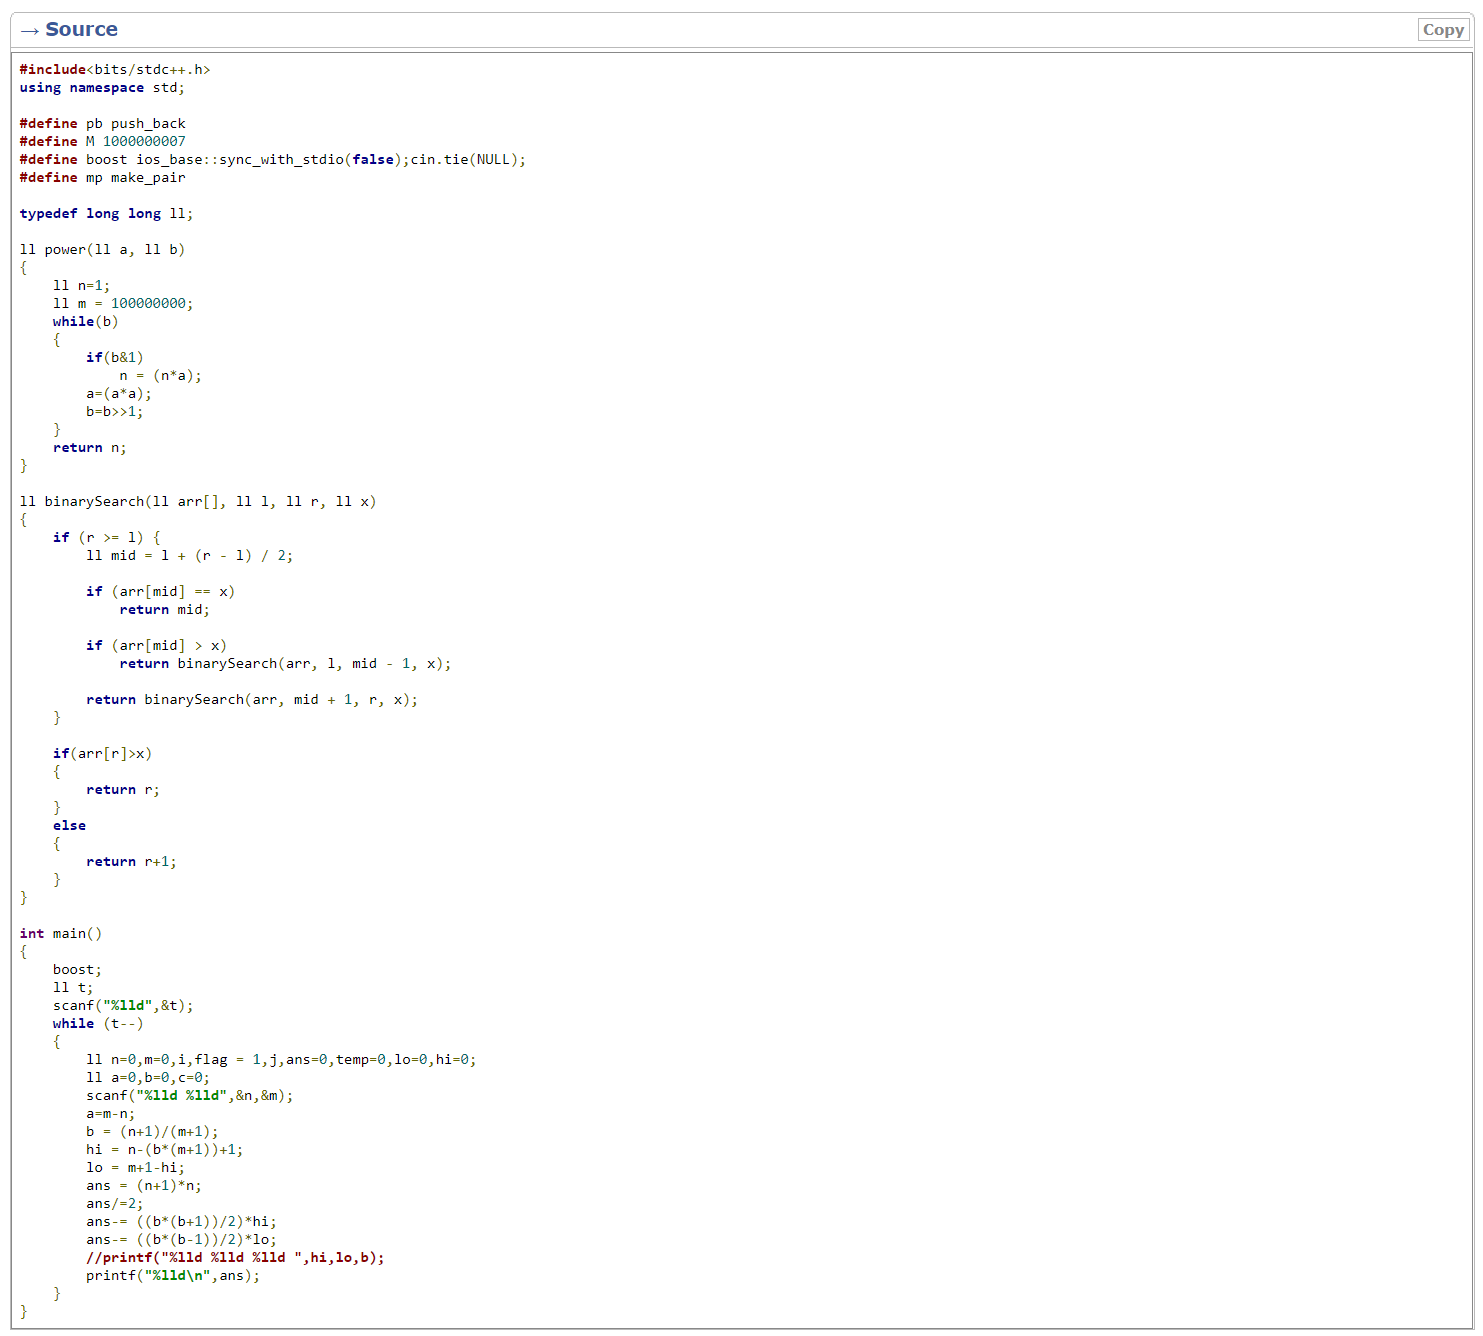 → Source
Copy
#include<bits/stdc++.h>
using namespace std;

#define pb push_back
#define M 1000000007
#define boost ios_base::sync_with_stdio(false);cin.tie(NULL);
#define mp make_pair

typedef long long ll;

ll power(ll a, ll b)
{
    ll n=1;
    ll m = 100000000;
    while(b)
    {
        if(b&1)
            n = (n*a);
        a=(a*a);
        b=b>>1;
    }
    return n;
}

ll binarySearch(ll arr[], ll l, ll r, ll x)
{
    if (r >= l) {
        ll mid = l + (r - l) / 2;

        if (arr[mid] == x)
            return mid;

        if (arr[mid] > x)
            return binarySearch(arr, l, mid - 1, x);

        return binarySearch(arr, mid + 1, r, x);
    }

    if(arr[r]>x)
    {
        return r;
    }
    else
    {
        return r+1;
    }
}

int main()
{
    boost;
    ll t;
    scanf("%lld",&t);
    while (t--)
    {
        ll n=0,m=0,i,flag = 1,j,ans=0,temp=0,lo=0,hi=0;
        ll a=0,b=0,c=0;
        scanf("%lld %lld",&n,&m);
        a=m-n;
        b = (n+1)/(m+1);
        hi = n-(b*(m+1))+1;
        lo = m+1-hi;
        ans = (n+1)*n;
        ans/=2;
        ans-= ((b*(b+1))/2)*hi;
        ans-= ((b*(b-1))/2)*lo;
        //printf("%lld %lld %lld ",hi,lo,b);
        printf("%lld\n",ans);
    }
}